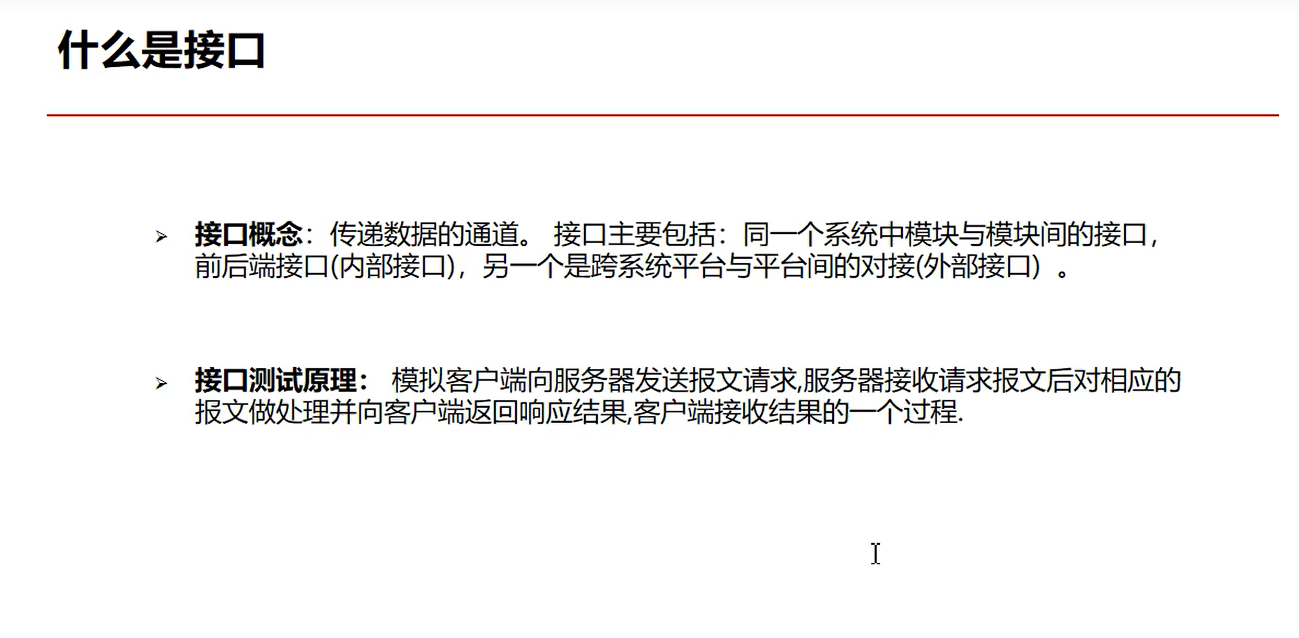 什么是接口
➢ 接口概念：传递数据的通道。 接口主要包括：同一个系统中模块与模块间的接口，
前后端接口(内部接口)，另一个是跨系统平台与平台间的对接(外部接口) 。
➢ 接口测试原理： 模拟客户端向服务器发送报文请求,服务器接收请求报文后对相应的
报文做处理并向客户端返回响应结果,客户端接收结果的一个过程.